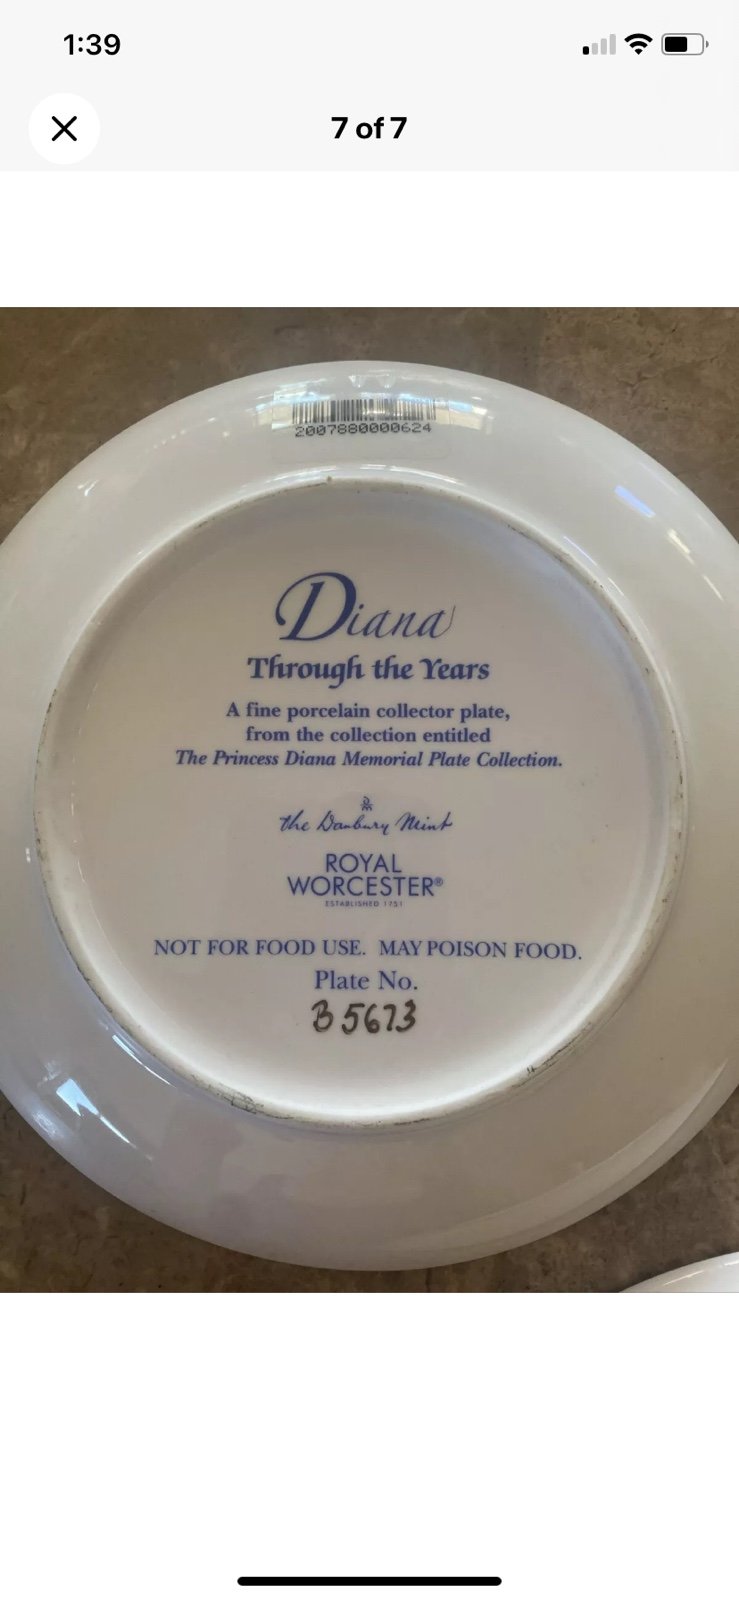 1:39
7 of 7
2007880000624
Diana
Through the Years
A fine porcelain collector plate,
from the collection entitled
The Princess Diana Memorial Plate Collection.
the Danbury Mint
ROYAL
WORCESTER®
ESTABLISHED 1751
NOT FOR FOOD USE. MAY POISON FOOD.
Plate No.
B5673